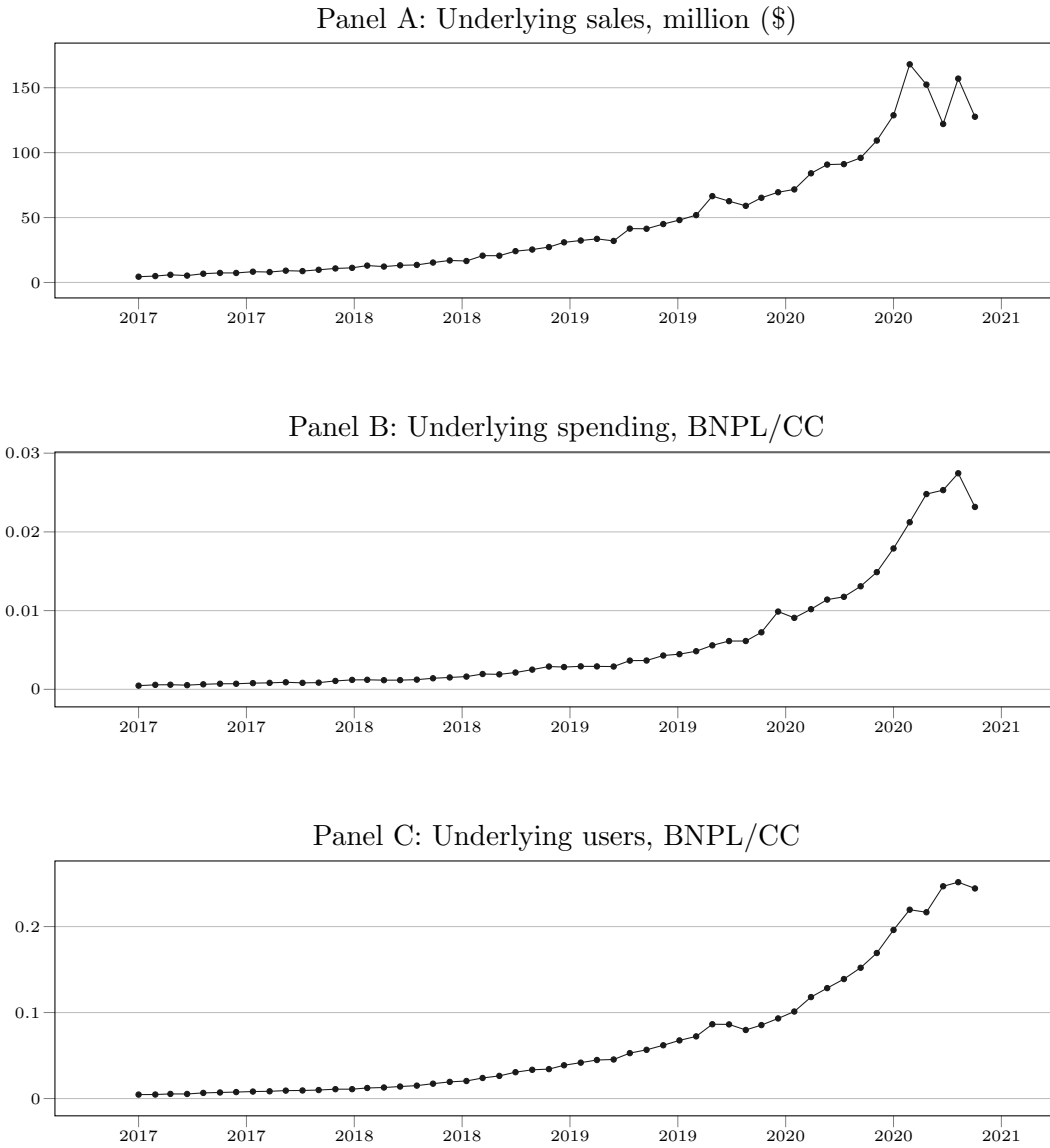 Panel A: Underlying sales, million ($)
150
100
50
0
2017 2017 2018 2018 2019 2019 2020 2020 2021
Panel B: Underlying spending, BNPL/CC
0.03
0.02
0.01
0
2017 2017 2018 2018 2019 2019 2020 2020 2021
Panel C: Underlying users, BNPL/CC
0.2
0.1
0
2017 2017 2018 2018 2019 2019 2020 2020 2021